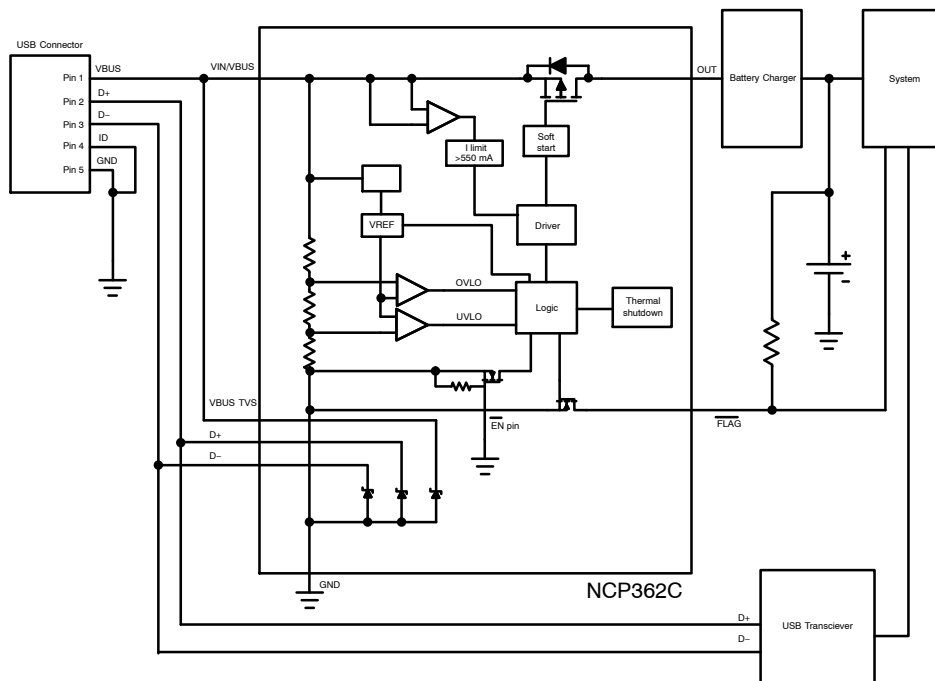 USB Connector
Pin 1
Pin 2
Pin 3
Pin 4
Pin 5
VBUS
D+
D−
ID
GND
VIN/VBUS
OUT
Battery Charger
System
I limit
>550 mA
Soft
start
VREF
Driver
OVLO
UVLO
Logic
Thermal
shutdown
+
−
VBUS TVS
D+
D−
EN pin
FLAG
GND
NCP362C
D+
D−
USB Transciever